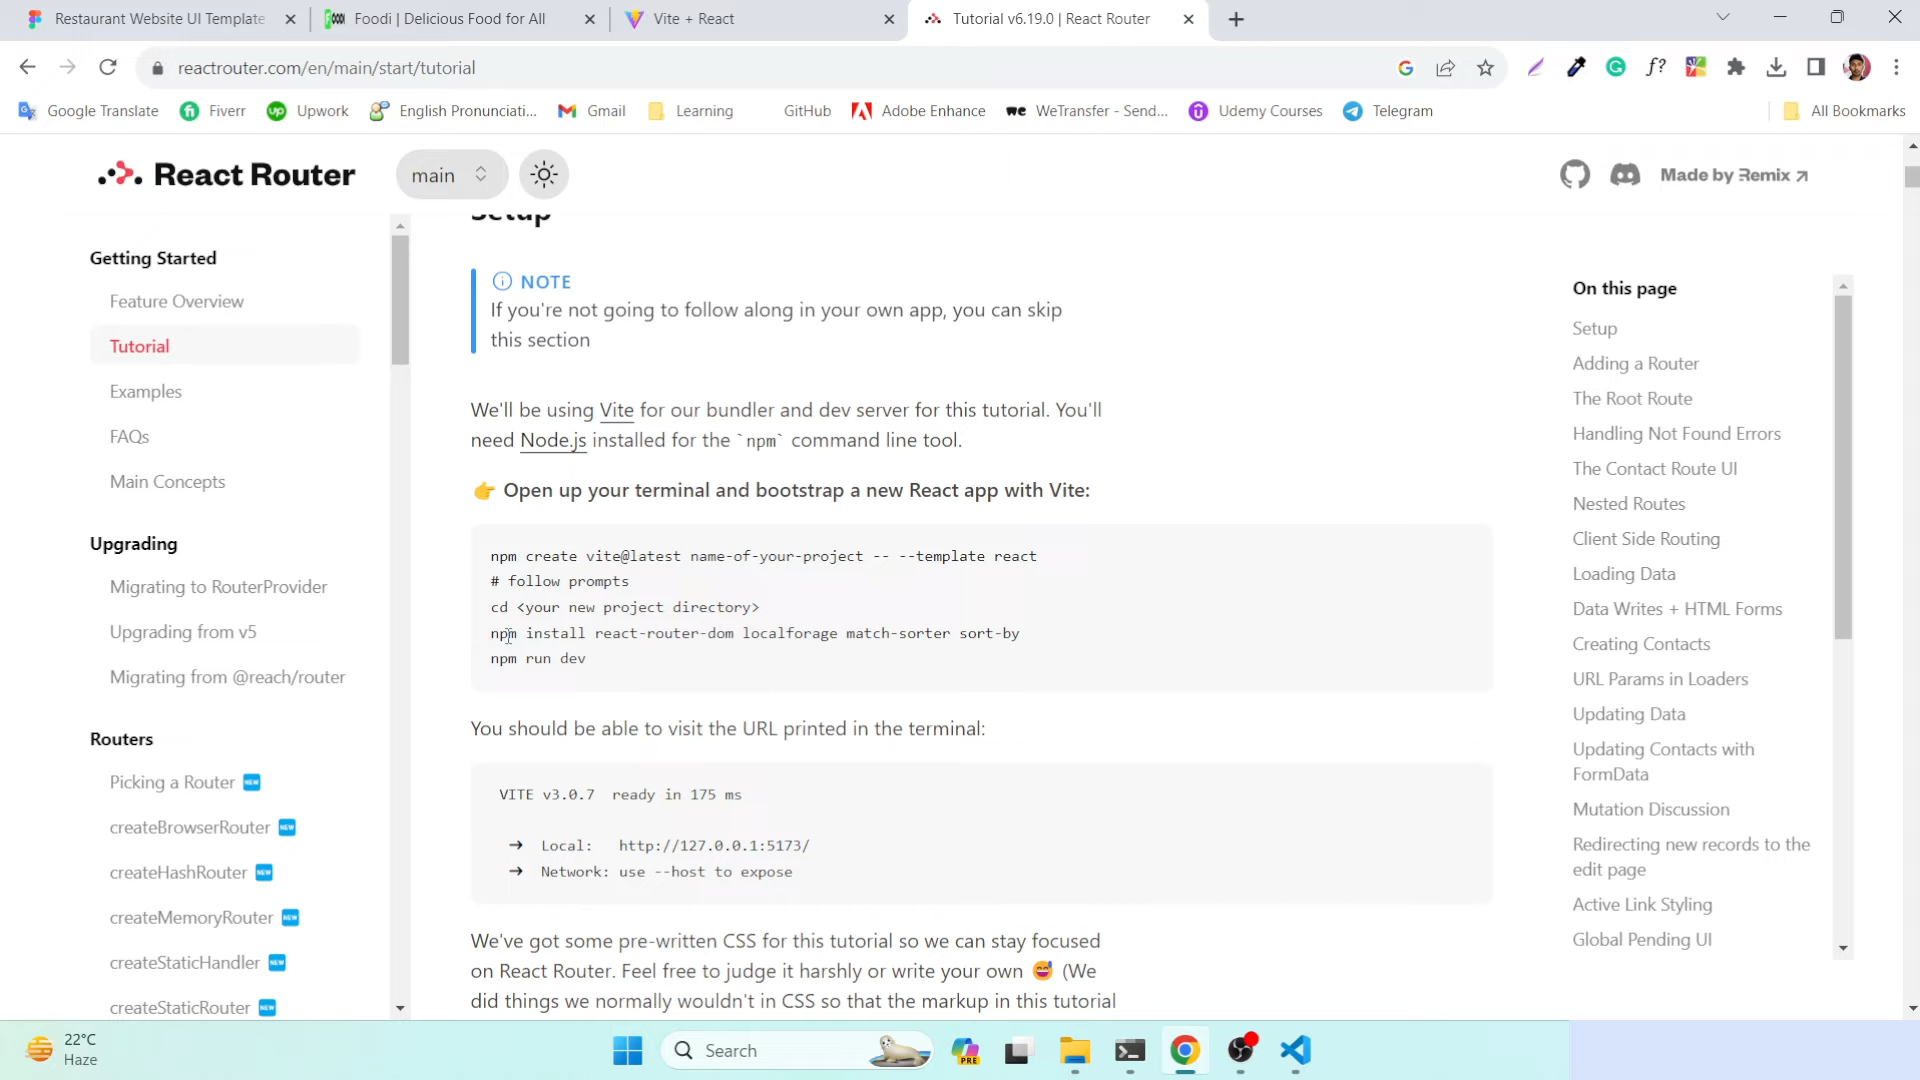 Restaurant Website UI Template
Foodi | Delicious Food for All
Vite + React
Tutorial v6.19.0 | React Router
reactrouter.com/en/main/start/tutorial
Google Translate
Fiverr
Upwork
English Pronunciati...
Gmail
Learning
GitHub
Adobe Enhance
WeTransfer - Send...
Udemy Courses
Telegram
All Bookmarks
React Router
main
Made by Remix
Getting Started
Feature Overview
Tutorial
Examples
FAQs
Main Concepts
Upgrading
Migrating to RouterProvider
Upgrading from v5
Migrating from @reach/router
Routers
Picking a Router NEW
createBrowserRouter NEW
createHashRouter NEW
createMemoryRouter NEW
createStaticHandler NEW
createStaticRouter NEW
Setup
NOTE
If you're not going to follow along in your own app, you can skip
this section
We'll be using Vite for our bundler and dev server for this tutorial. You'll
need Node.js installed for the `npm` command line tool.
👉 Open up your terminal and bootstrap a new React app with Vite:
npm create vite@latest name-of-your-project -- --template react
# follow prompts
cd <your new project directory>
npm install react-router-dom localforage match-sorter sort-by
npm run dev
You should be able to visit the URL printed in the terminal:
VITE v3.0.7 ready in 175 ms
➜ Local: http://127.0.0.1:5173/
➜ Network: use --host to expose
We've got some pre-written CSS for this tutorial so we can stay focused
on React Router. Feel free to judge it harshly or write your own 😅 (We
did things we normally wouldn't in CSS so that the markup in this tutorial
On this page
Setup
Adding a Router
The Root Route
Handling Not Found Errors
The Contact Route UI
Nested Routes
Client Side Routing
Loading Data
Data Writes + HTML Forms
Creating Contacts
URL Params in Loaders
Updating Data
Updating Contacts with
FormData
Mutation Discussion
Redirecting new records to the
edit page
Active Link Styling
Global Pending UI
22°C
Haze
Search
PRE